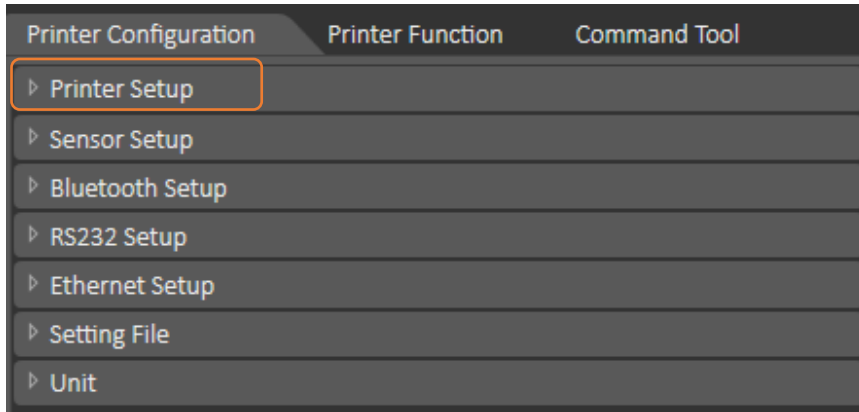 Printer Configuration Printer Function Command Tool
Printer Setup
Sensor Setup
Bluetooth Setup
RS232 Setup
Ethernet Setup
Setting File
Unit